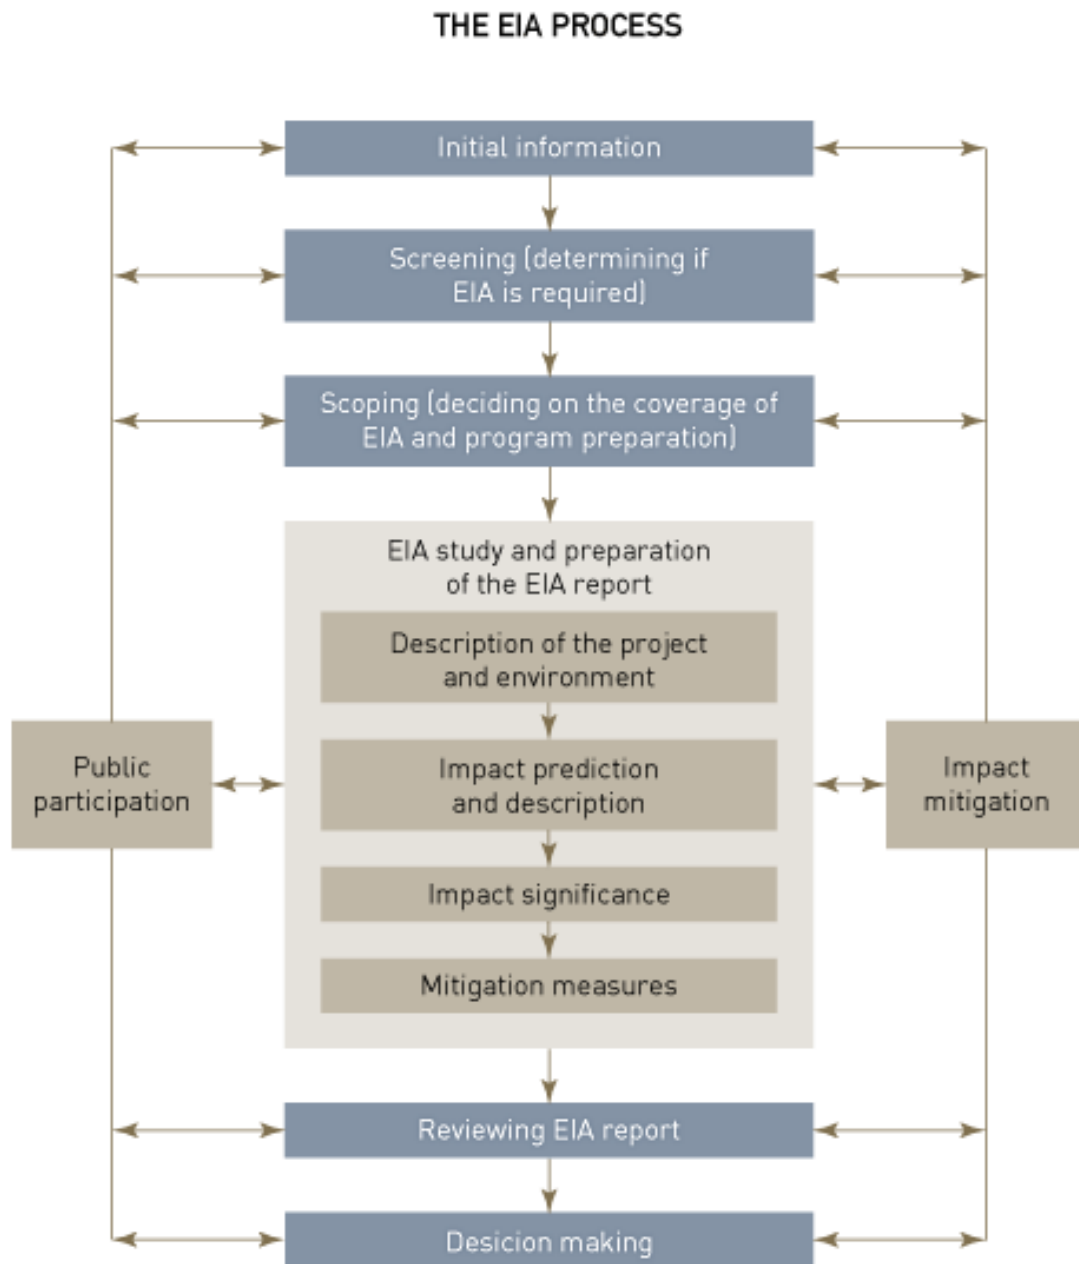 THE EIA PROCESS
Initial information
Screening (determining if
EIA is required)
Scoping (deciding on the coverage of
EIA and program preparation)
EIA study and preparation
of the EIA report
Description of the project
and environment
Public
participation
Impact prediction
and description
Impact
mitigation
Impact significance
Mitigation measures
Reviewing EIA report
Desicion making